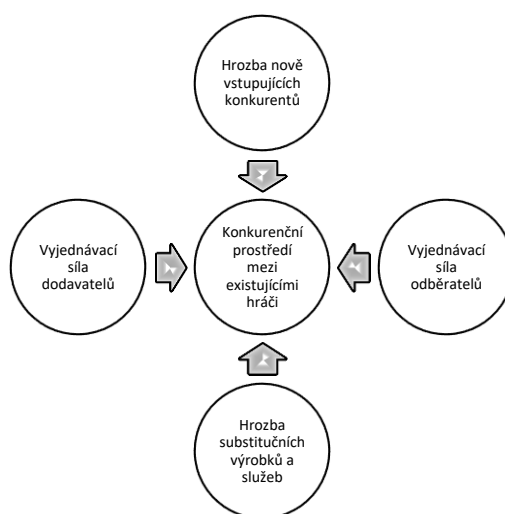 Hrozba nově
vstupujících
konkurentů
Vyjednávací
síla
dodavatelů
Konkurenční
prostředí
mezi
existujícími
hráči
Vyjednávací
síla
odběratelů
Hrozba
substitučních
výrobků a
služeb